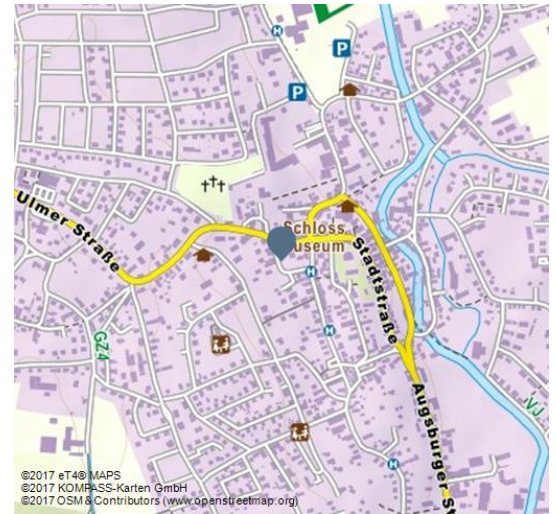 H
P
P
H
Ulmer Straße
Schloss
useum
Stadtstraße
H
H
GZ4
Augsburger St
VJ
H
©2017 eT4® MAPS
©2017 KOMPASS-Karten GmbH
©2017 OSM & Contributors (www.openstreetmap.org)